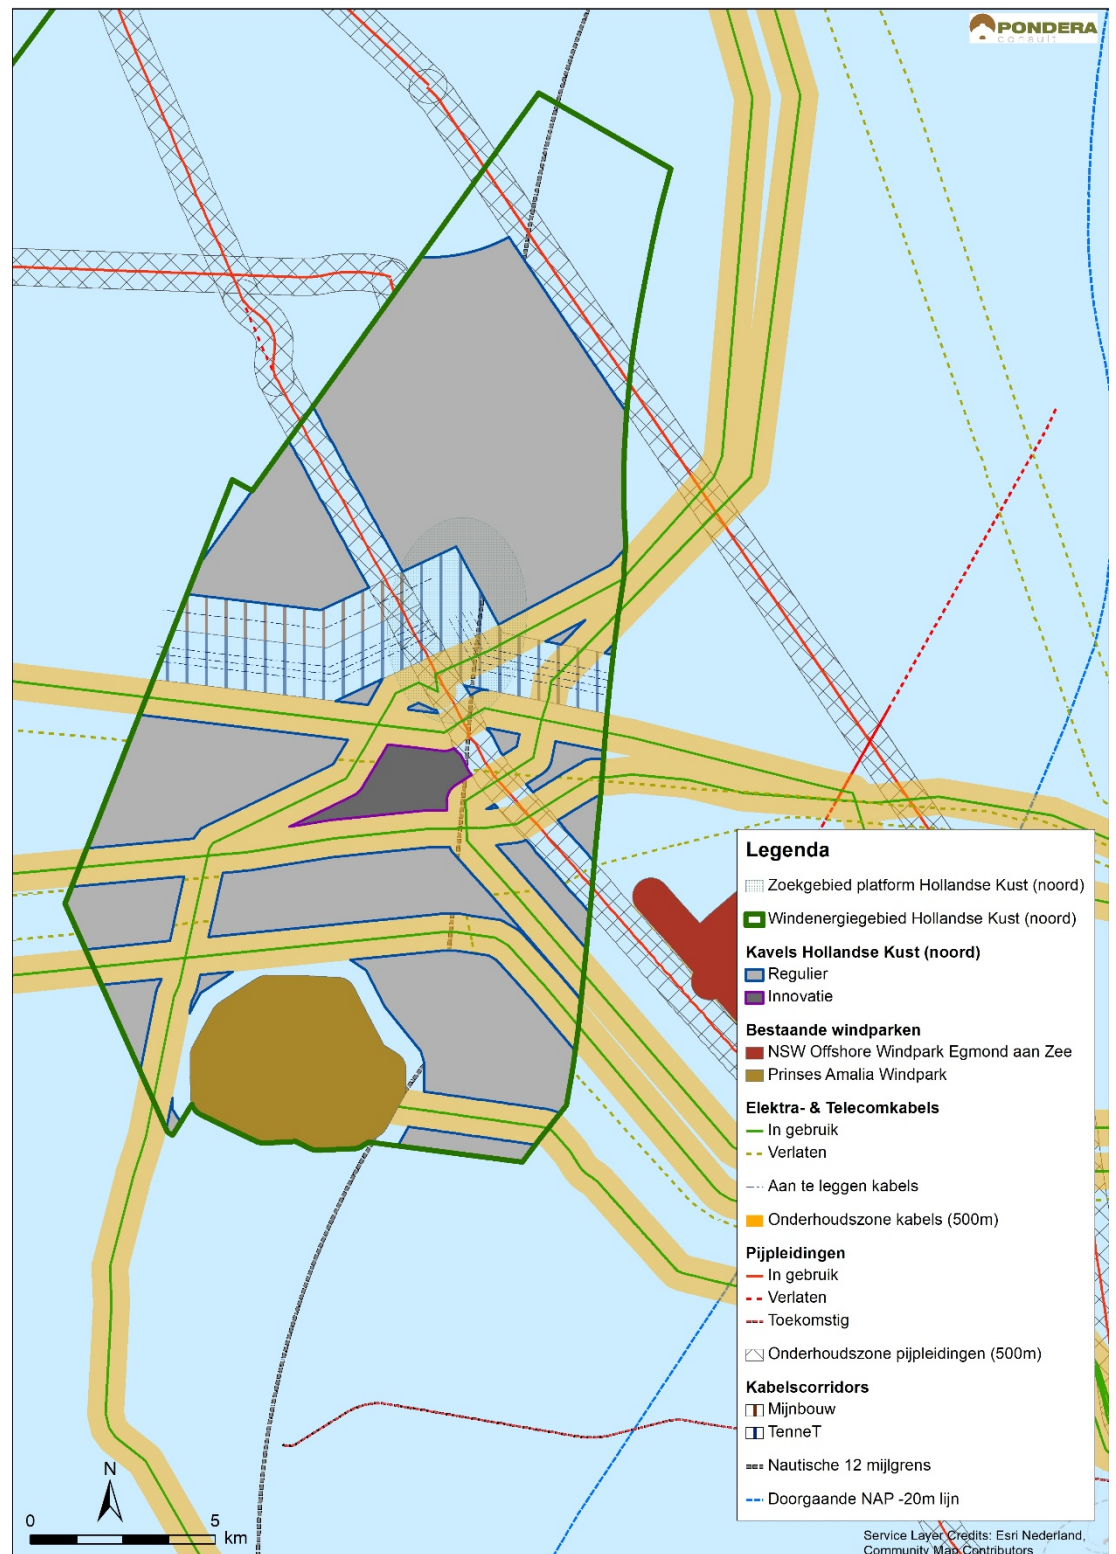 PONDERA
consult
Legenda
Zoekgebied platform Hollandse Kust (noord)
Windenergiegebied Hollandse Kust (noord)
Kavels Hollandse Kust (noord)
Regulier
Innovatie
Bestaande windparken
NSW Offshore Windpark Egmond aan Zee
Prinses Amalia Windpark
Elektra- & Telecomkabels
In gebruik
Verlaten
Aan te leggen kabels
Onderhoudszone kabels (500m)
Pijpleidingen
In gebruik
Verlaten
Toekomstig
Onderhoudszone pijpleidingen (500m)
Kabelscorridors
Mijnbouw
TenneT
Nautische 12 mijlgrens
Doorgaande NAP -20m lijn
N
0 5
km
Service Layer Credits: Esri Nederland,
Community Map Contributors